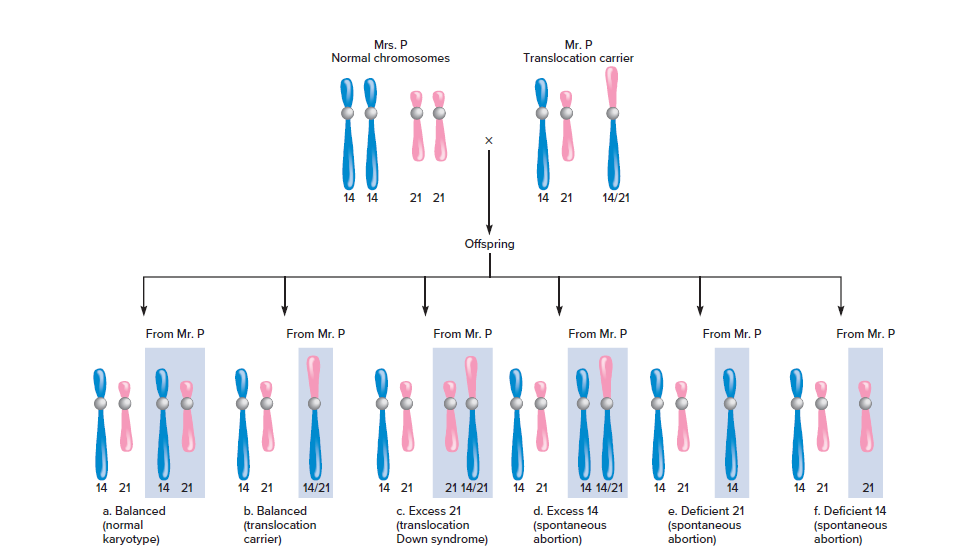 Mrs. P
Normal chromosomes
Mr. P
Translocation carrier
×
14 14 21 21
14 21 14/21
Offspring
From Mr. P
From Mr. P
From Mr. P
From Mr. P
From Mr. P
From Mr. P
14 21 14 21
14 21 14/21
14 21 21 14/21
14 21 14 14/21
14 21 14
14 21 21
a. Balanced
(normal
karyotype)
b. Balanced
(translocation
carrier)
c. Excess 21
(translocation
Down syndrome)
d. Excess 14
(spontaneous
abortion)
e. Deficient 21
(spontaneous
abortion)
f. Deficient 14
(spontaneous
abortion)